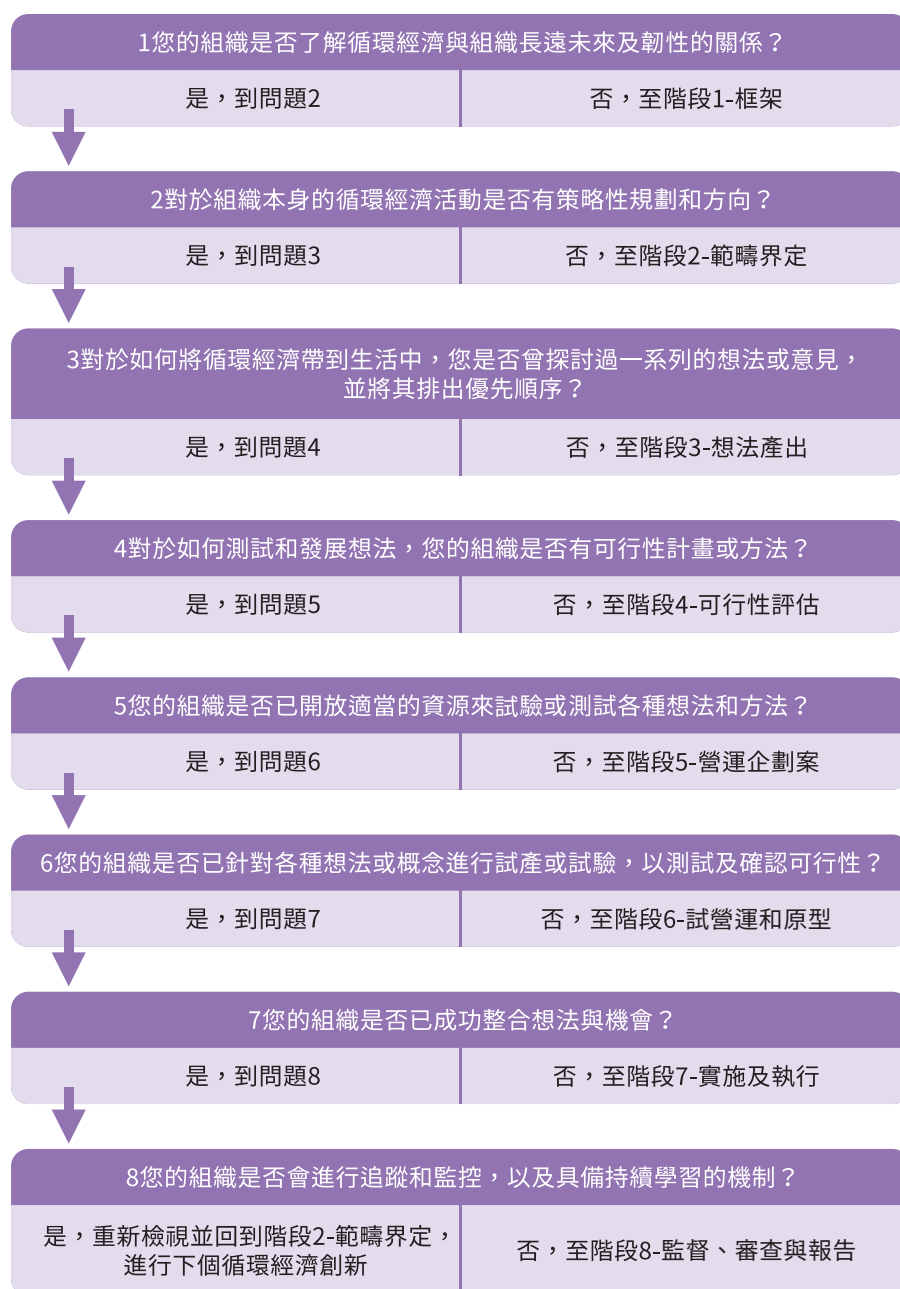 1您的組織是否了解循環經濟與組織長遠未來及韌性的關係？
是，到問題2
否，至階段1-框架
2對於組織本身的循環經濟活動是否有策略性規劃和方向？
是，到問題3
否，至階段2-範疇界定
3對於如何將循環經濟帶到生活中，您是否曾探討過一系列的想法或意見，
並將其排出優先順序？
是，到問題4
否，至階段3-想法產出
4對於如何測試和發展想法，您的組織是否有可行性計畫或方法？
是，到問題5
否，至階段4-可行性評估
5您的組織是否已開放適當的資源來試驗或測試各種想法和方法？
是，到問題6
否，至階段5-營運企劃案
6您的組織是否已針對各種想法或概念進行試產或試驗，以測試及確認可行性？
是，到問題7
否，至階段6-試營運和原型
7您的組織是否已成功整合想法與機會？
是，到問題8
否，至階段7-實施及執行
8您的組織是否會進行追蹤和監控，以及具備持續學習的機制？
是，重新檢視並回到階段2-範疇界定，
進行下個循環經濟創新
否，至階段8-監督、審查與報告